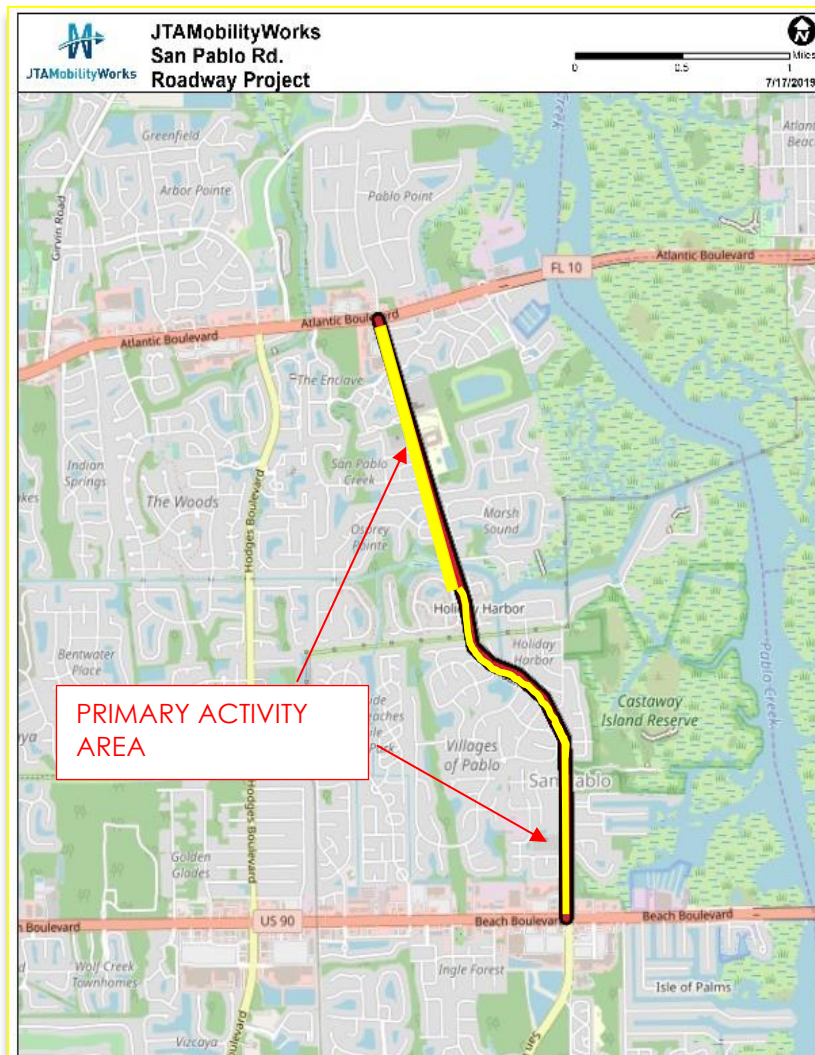 JTAMobilityWorks
San Pablo Rd.
Roadway Project
JTAMobilityWorks
N
Miles
0
0.5
1
7/17/2019
Greenfield
Arbor Pointe
Girvin Road
Pablo Point
Creek
Atlantic Boulevard
FL 10
Atlantic
Atlantic Boulevard
The Enclave
Indian
Springs
The Woods
Hodges Boulevard
San Pablo
Creek
Osprey
Pointe
Marsh
Sound
Holiday Harbor
Holiday
Harbor
Bentwater
Place
Pablo Creek
Castaway
Island Reserve
PRIMARY ACTIVITY
AREA
Villages
of Pablo
San Pablo
Golden
Glades
Hodges Boulevard
US 90
Beach Boulevard
Beach Boulevard
Wolf Creek
Townhomes
Ingle Forest
Isle of Palms
Vizcaya
San